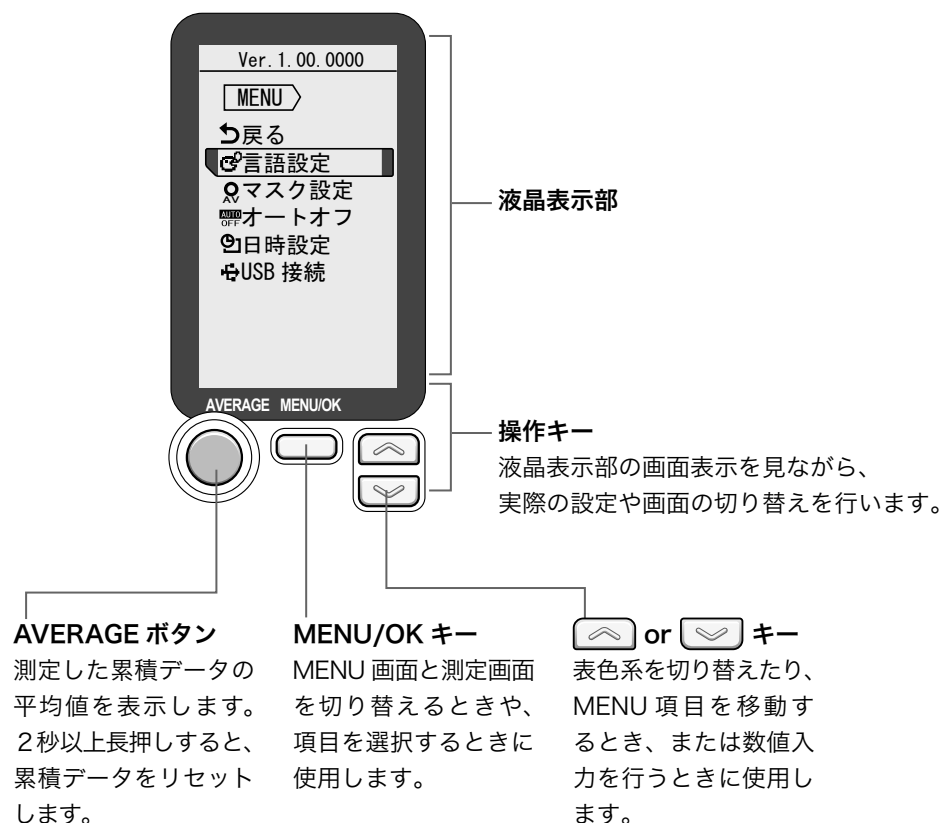 Ver.1.00.0000
MENU
戻る
言語設定
マスク設定
AV
AUTO
OFF
オートオフ
日時設定
USB 接続
AVERAGE MENU/OK
液晶表示部
操作キー
液晶表示部の画面表示を見ながら、
実際の設定や画面の切り替えを行います。
AVERAGE ボタン
測定した累積データの
平均値を表示します。
２秒以上長押しすると、
累積データをリセット
します。
MENU/OK キー
MENU 画面と測定画面
を切り替えるときや、
項目を選択するときに
使用します。
or キー
表色系を切り替えたり、
MENU 項目を移動す
るとき、または数値入
力を行うときに使用し
ます。